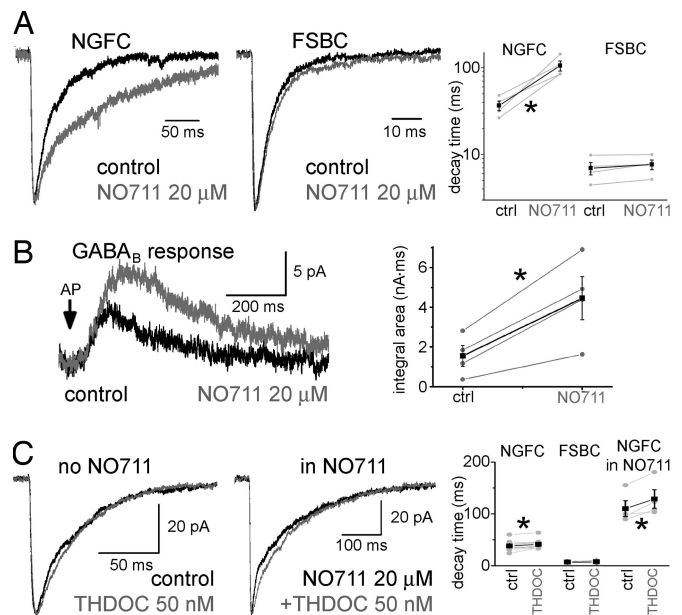 A
NGFC
50 ms
control
NO711 20 µM
FSBC
10 ms
control
NO711 20 µM
NGFC FSBC
decay time (ms)
100
10
ctrl NO711 ctrl NO711
*
B
GABAB response
AP
5 pA
200 ms
control NO711 20 µM
integral area (nA·ms)
6
4
2
0
*
ctrl NO711
C
no NO711
20 pA
50 ms
control
THDOC 50 nM
in NO711
20 pA
100 ms
NO711 20 µM
+THDOC 50 nM
NGFC FSBC NGFC
in NO711
decay time (ms)
200
100
0
* *
ctrl THDOC ctrl THDOC ctrl THDOC